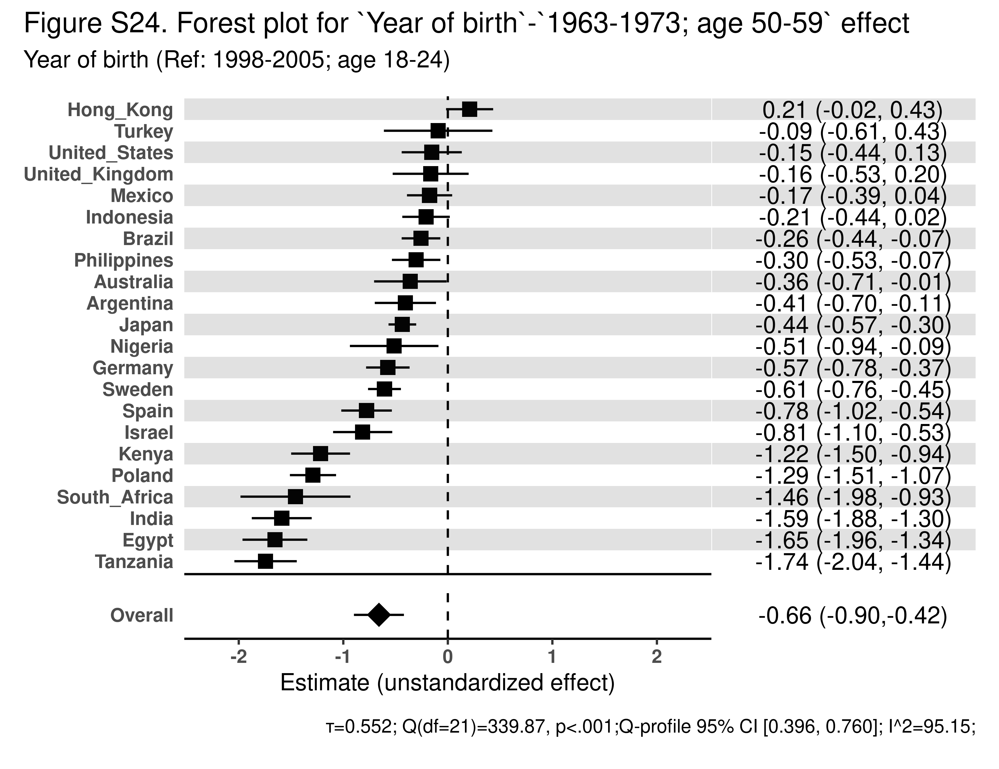 Figure S24. Forest plot for `Year of birth`-`1963-1973; age 50-59` effect
Year of birth (Ref: 1998-2005; age 18-24)
Hong_Kong 0.21 (-0.02, 0.43)
Turkey -0.09 (-0.61, 0.43)
United_States -0.15 (-0.44, 0.13)
United_Kingdom -0.16 (-0.53, 0.20)
Mexico -0.17 (-0.39, 0.04)
Indonesia -0.21 (-0.44, 0.02)
Brazil -0.26 (-0.44, -0.07)
Philippines -0.30 (-0.53, -0.07)
Australia -0.36 (-0.71, -0.01)
Argentina -0.41 (-0.70, -0.11)
Japan -0.44 (-0.57, -0.30)
Nigeria -0.51 (-0.94, -0.09)
Germany -0.57 (-0.78, -0.37)
Sweden -0.61 (-0.76, -0.45)
Spain -0.78 (-1.02, -0.54)
Israel -0.81 (-1.10, -0.53)
Kenya -1.22 (-1.50, -0.94)
Poland -1.29 (-1.51, -1.07)
South_Africa -1.46 (-1.98, -0.93)
India -1.59 (-1.88, -1.30)
Egypt -1.65 (-1.96, -1.34)
Tanzania -1.74 (-2.04, -1.44)
Overall -0.66 (-0.90,-0.42)
-2 -1 0 1 2
Estimate (unstandardized effect)
τ=0.552; Q(df=21)=339.87, p<.001;Q-profile 95% CI [0.396, 0.760]; I^2=95.15;